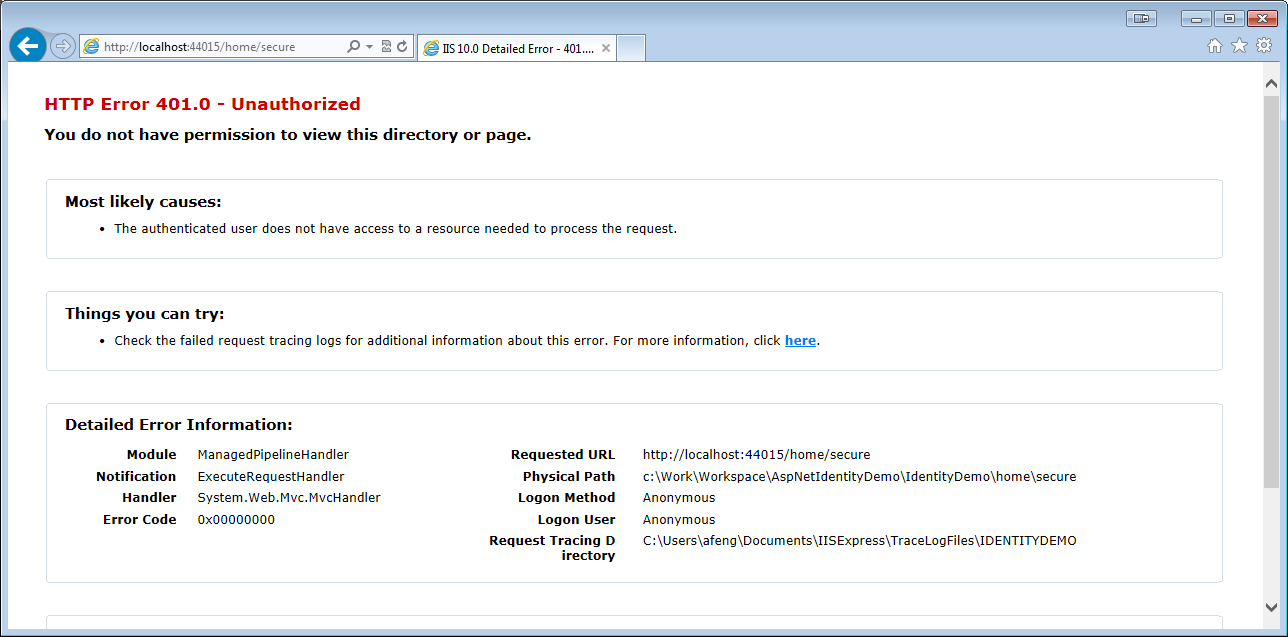 http://localhost:44015/home/secure
IIS 10.0 Detailed Error - 401....
HTTP Error 401.0 - Unauthorized
You do not have permission to view this directory or page.
Most likely causes:
• The authenticated user does not have access to a resource needed to process the request.
Things you can try:
• Check the failed request tracing logs for additional information about this error. For more information, click here.
Detailed Error Information:
Module ManagedPipelineHandler
Notification ExecuteRequestHandler
Handler System.Web.Mvc.MvcHandler
Error Code 0x00000000
Requested URL http://localhost:44015/home/secure
Physical Path c:\Work\Workspace\AspNetIdentityDemo\IdentityDemo\home\secure
Logon Method Anonymous
Logon User Anonymous
Request Tracing D C:\Users\afeng\Documents\IISExpress\TraceLogFiles\IDENTITYDEMO
irectory